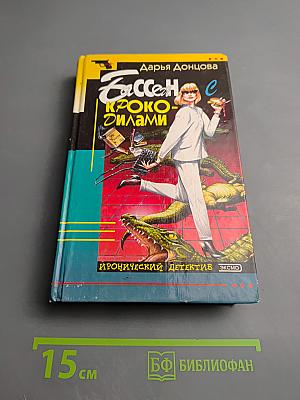 Дарья Донцова
Бассейн с
кроко-
дилами
ИРОНИЧЕСКИЙ ДЕТЕКТИВ ЭКСМО
15 см
БФ БИБЛИОФАН